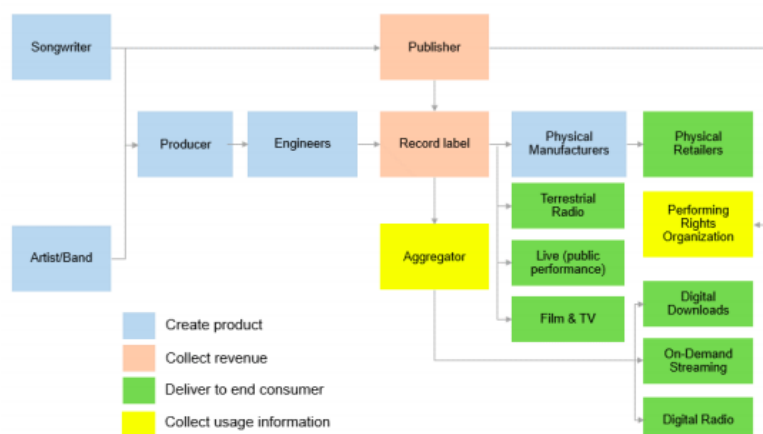 Songwriter
Publisher
Producer
Engineers
Record label
Physical
Manufacturers
Physical
Retailers
Terrestrial
Radio
Performing
Rights
Organization
Artist/Band
Aggregator
Live (public
performance)
Film & TV
Digital
Downloads
On-Demand
Streaming
Digital Radio
Create product
Collect revenue
Deliver to end consumer
Collect usage information